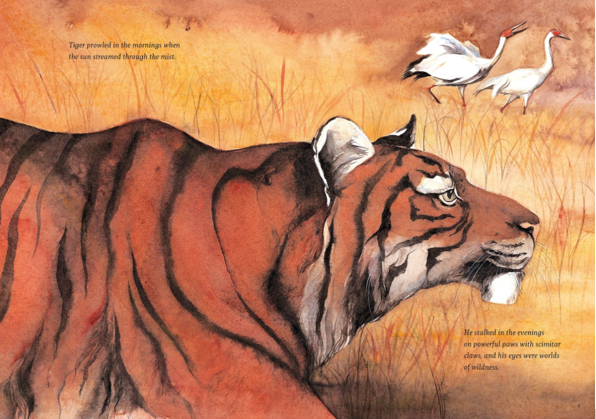 Tiger prowled in the mornings when
the sun streamed through the mist.
He stalked in the evenings
on powerful paws with scimitar
claws, and his eyes were worlds
of wildness.